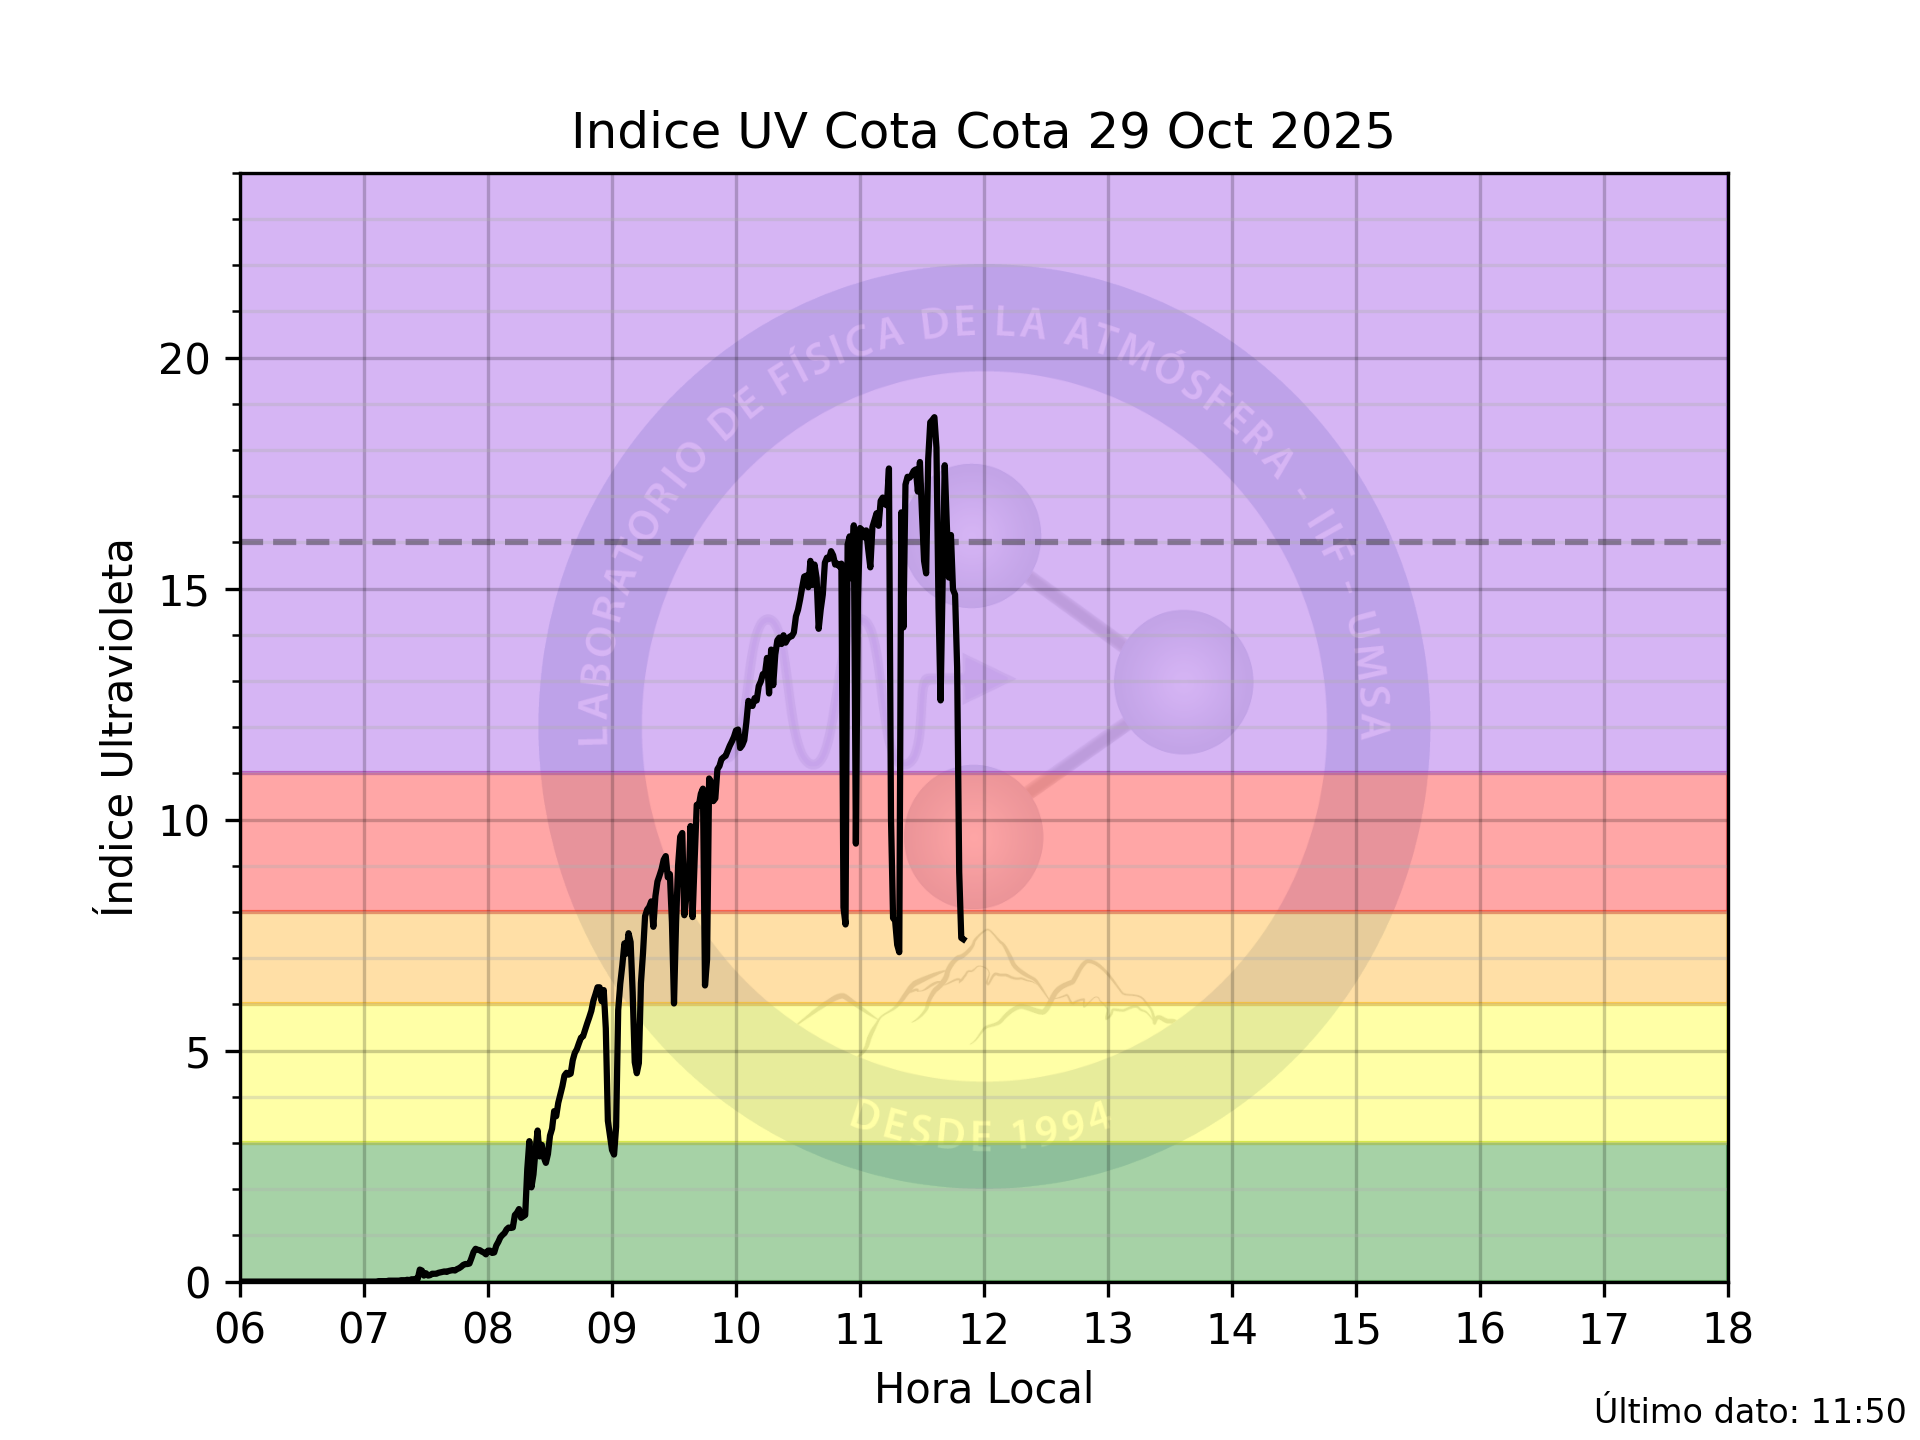 Indice UV Cota Cota 29 Oct 2025
LABORATORIO DE FÍSICA DE LA ATMÓSFERA - IIF - UMSA
DESDE 1994
Índice Ultravioleta
20
15
10
5
0
06 07 08 09 10 11 12 13 14 15 16 17 18
Hora Local
Último dato: 11:50